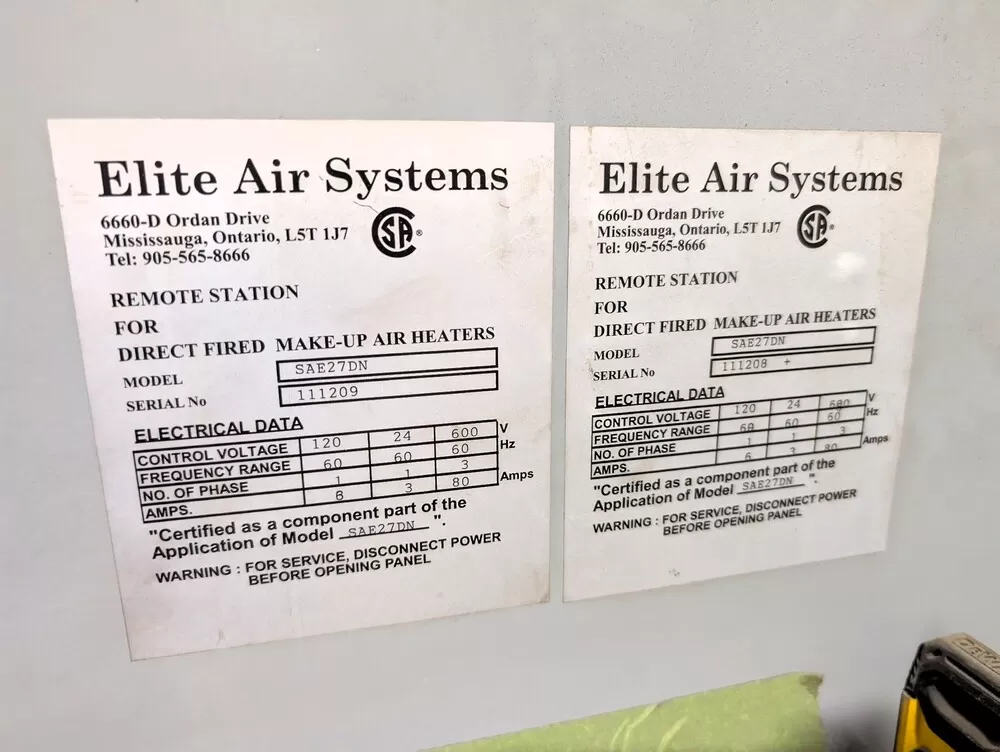 Elite Air Systems
6660-D Ordan Drive
Mississauga, Ontario, L5T 1J7
Tel: 905-565-8666
SA®
REMOTE STATION
FOR
DIRECT FIRED MAKE-UP AIR HEATERS
MODEL SAE27DN
SERIAL No 111209
ELECTRICAL DATA
CONTROL VOLTAGE 120 24 600 V
FREQUENCY RANGE 60 60 60 Hz
NO. OF PHASE 1 1 3
AMPS. 6 3 80 Amps
"Certified as a component part of the
Application of Model SAE27DN ".
WARNING : FOR SERVICE, DISCONNECT POWER
BEFORE OPENING PANEL
Elite Air Systems
6660-D Ordan Drive
Mississauga, Ontario, L5T 1J7
Tel: 905-565-8666
SA®
REMOTE STATION
FOR
DIRECT FIRED MAKE-UP AIR HEATERS
MODEL SAE27DN
SERIAL No 111208 +
ELECTRICAL DATA
CONTROL VOLTAGE 120 24 V
FREQUENCY RANGE 60 60 60 Hz
NO. OF PHASE 1 1 3
AMPS. 6 3 80 Amps
"Certified as a component part of the
Application of Model SAE27DN ".
WARNING : FOR SERVICE, DISCONNECT POWER
BEFORE OPENING PANEL